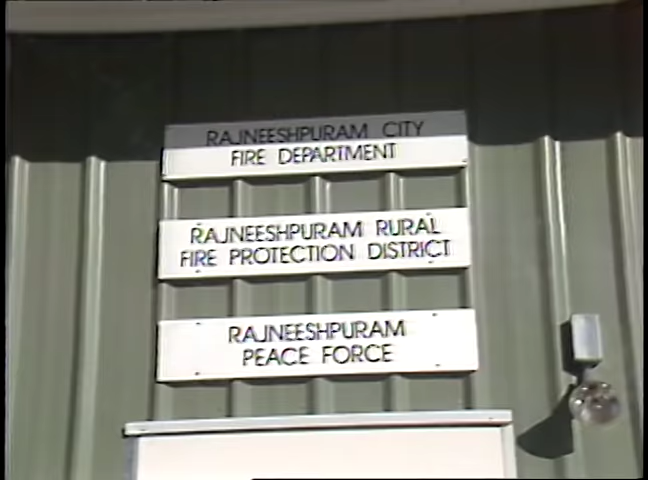 RAJNEESHPURAM CITY
FIRE DEPARTMENT
RAJNEESHPURAM RURAL
FIRE PROTECTION DISTRICT
RAJNEESHPURAM
PEACE FORCE